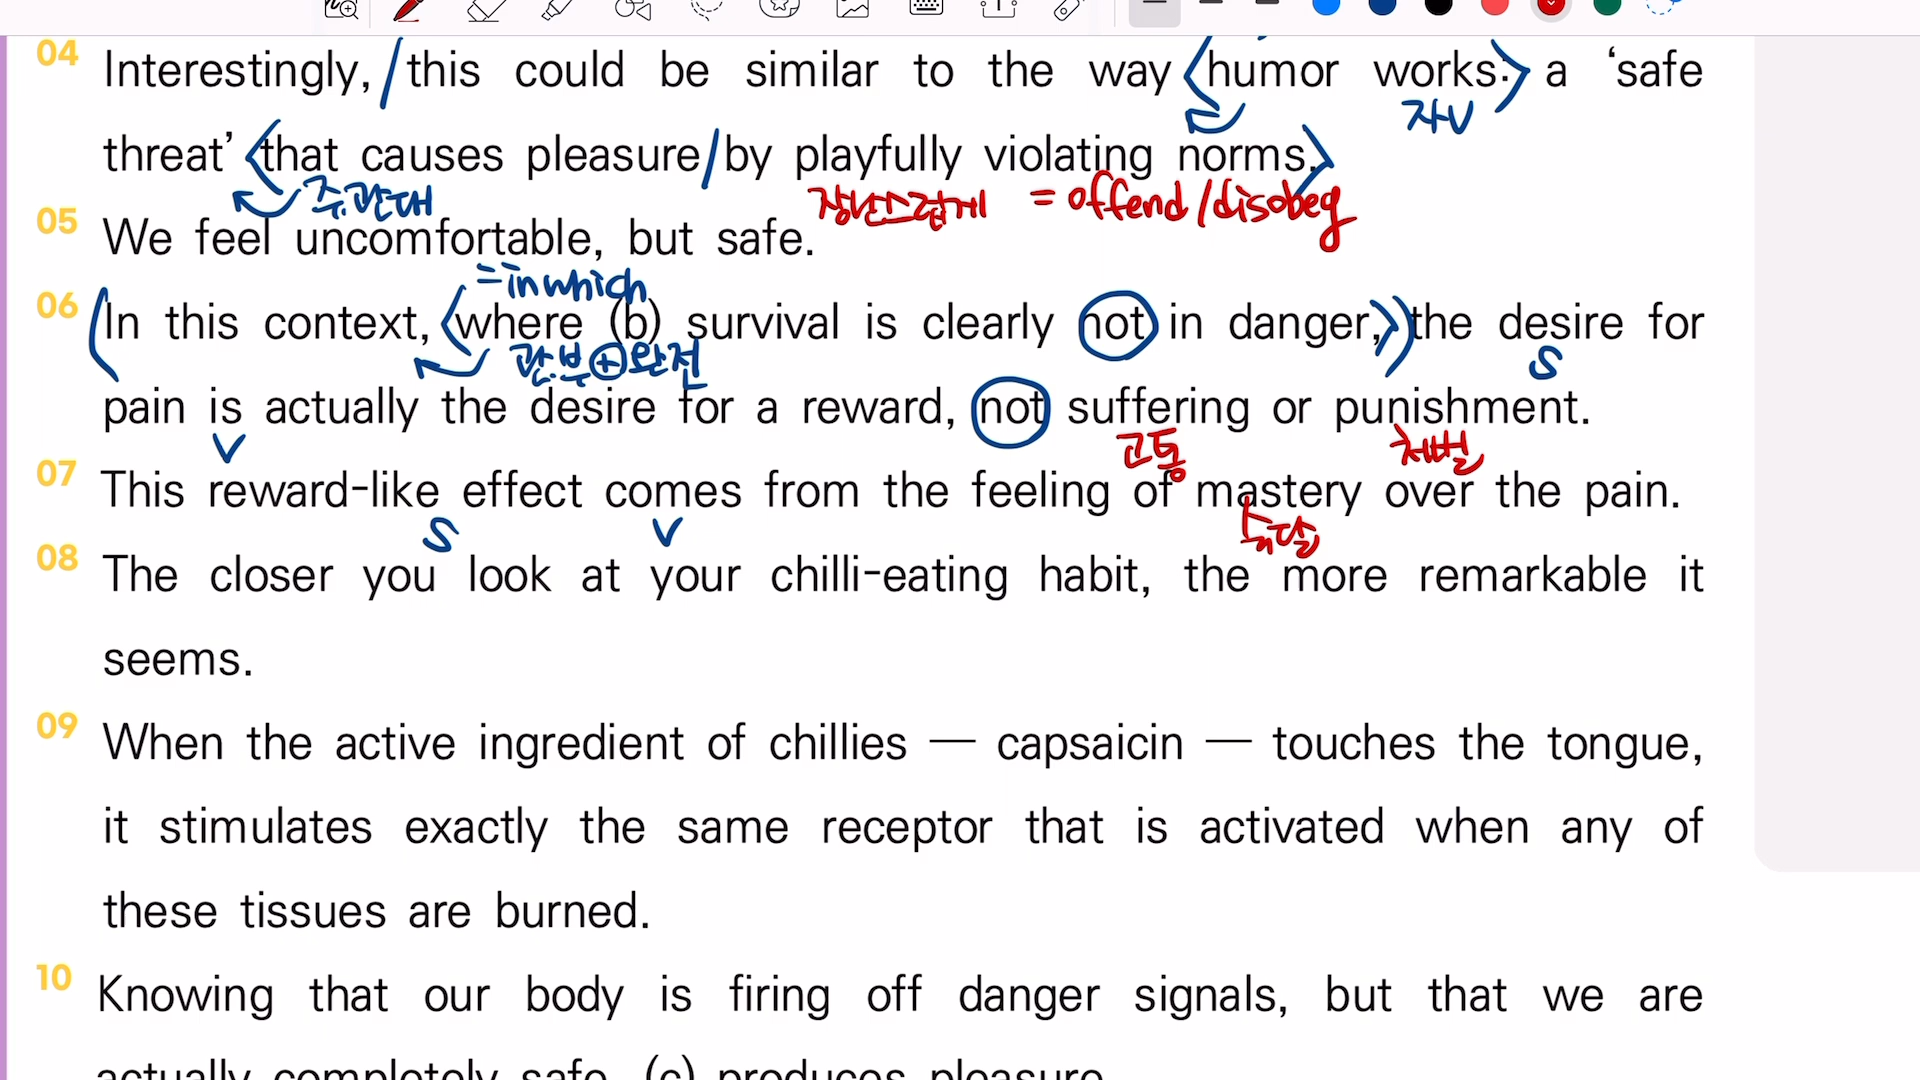 04 Interestingly, this could be similar to the way humor works: a ‘safe
자V
threat’ that causes pleasure by playfully violating norms.
주.관대 장난스럽게 = offend/disobey
05 We feel uncomfortable, but safe.
=in which
06 In this context, where (b) survival is clearly not in danger, the desire for
관.부⊕완전 S
pain is actually the desire for a reward, not suffering or punishment.
V 고통 처벌
07 This reward-like effect comes from the feeling of mastery over the pain.
S V 숙달
08 The closer you look at your chilli-eating habit, the more remarkable it
seems.
09 When the active ingredient of chillies — capsaicin — touches the tongue,
it stimulates exactly the same receptor that is activated when any of
these tissues are burned.
10 Knowing that our body is firing off danger signals, but that we are
actually completely safe, (c) produces pleasure.